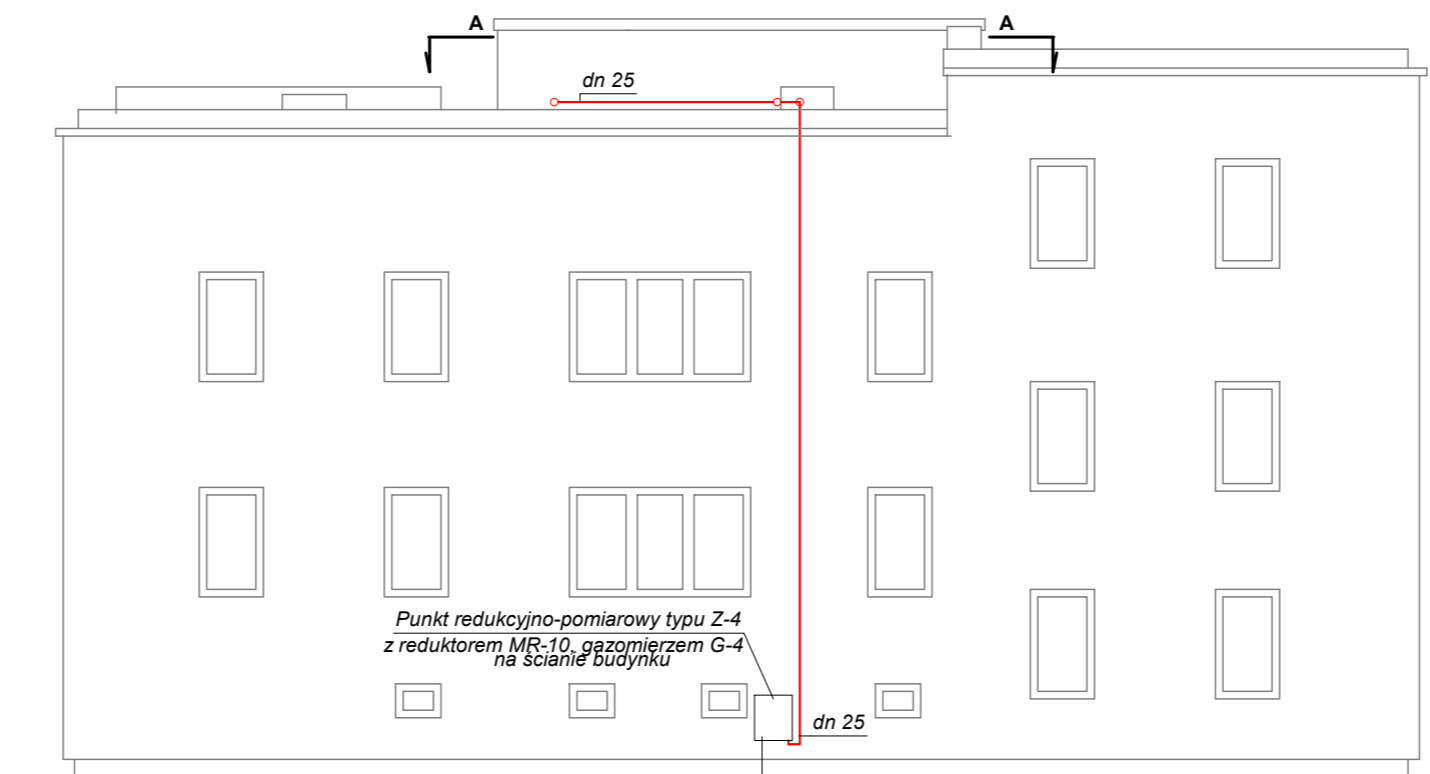 A
A
dn 25
Punkt redukcyjno-pomiarowy typu Z-4
z reduktorem MR-10, gazomierzem G-4
na ścianie budynku
dn 25